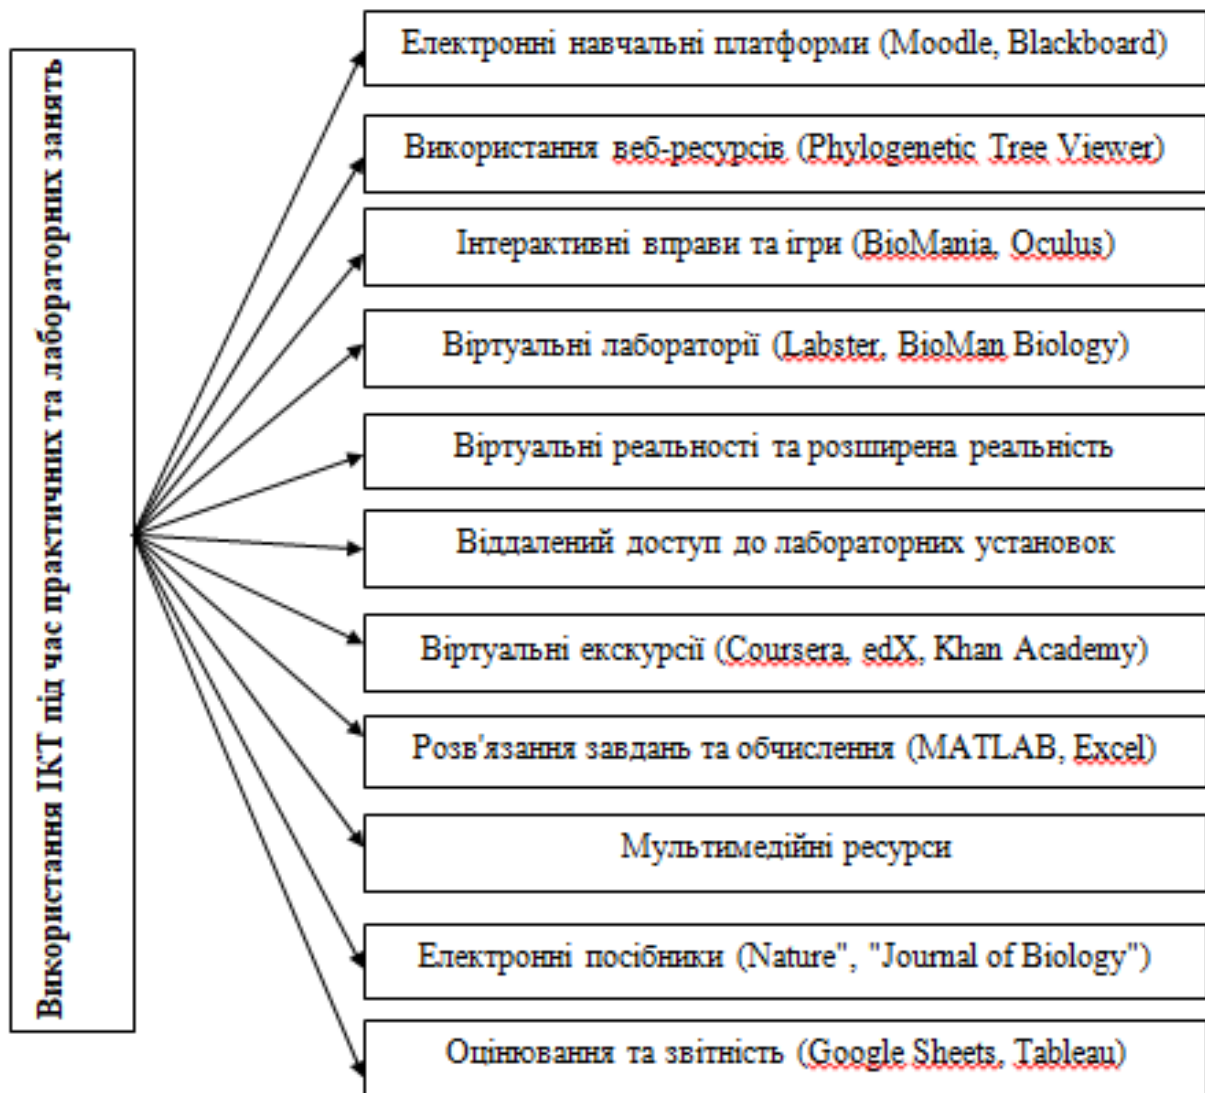 Використання ІКТ під час практичних та лабораторних занять
Електронні навчальні платформи (Moodle, Blackboard)
Використання веб-ресурсів (Phylogenetic Tree Viewer)
Інтерактивні вправи та ігри (BioMania, Oculus)
Віртуальні лабораторії (Labster, BioMan Biology)
Віртуальні реальності та розширена реальність
Віддалений доступ до лабораторних установок
Віртуальні екскурсії (Coursera, edX, Khan Academy)
Розв'язання завдань та обчислення (MATLAB, Excel)
Мультимедійні ресурси
Електронні посібники (Nature", "Journal of Biology")
Оцінювання та звітність (Google Sheets, Tableau)